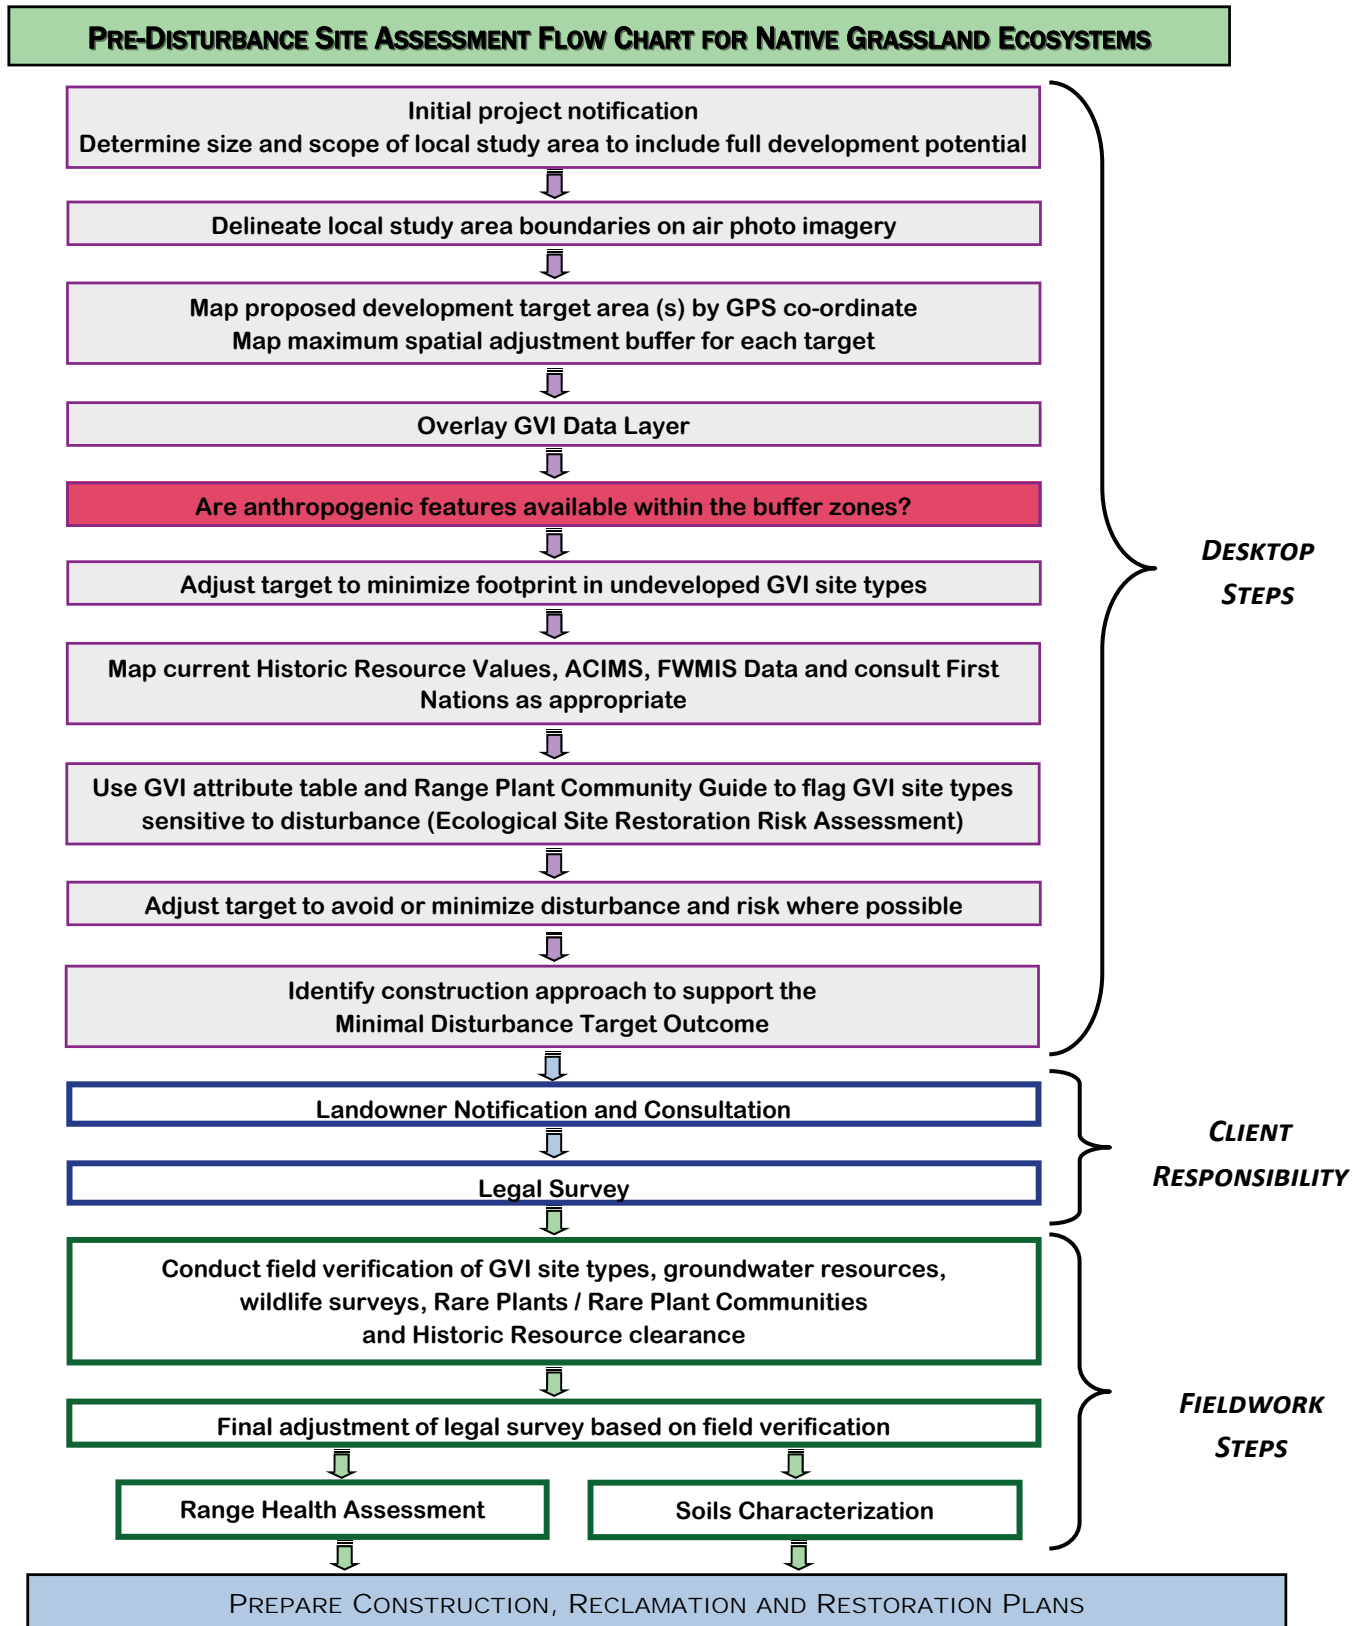 PRE-DISTURBANCE SITE ASSESSMENT FLOW CHART FOR NATIVE GRASSLAND ECOSYSTEMS
Initial project notification
Determine size and scope of local study area to include full development potential
Delineate local study area boundaries on air photo imagery
Map proposed development target area (s) by GPS co-ordinate
Map maximum spatial adjustment buffer for each target
Overlay GVI Data Layer
Are anthropogenic features available within the buffer zones?
Adjust target to minimize footprint in undeveloped GVI site types
Map current Historic Resource Values, ACIMS, FWMIS Data and consult First
Nations as appropriate
Use GVI attribute table and Range Plant Community Guide to flag GVI site types
sensitive to disturbance (Ecological Site Restoration Risk Assessment)
Adjust target to avoid or minimize disturbance and risk where possible
Identify construction approach to support the
Minimal Disturbance Target Outcome
DESKTOP
STEPS
Landowner Notification and Consultation
Legal Survey
CLIENT
RESPONSIBILITY
Conduct field verification of GVI site types, groundwater resources,
wildlife surveys, Rare Plants / Rare Plant Communities
and Historic Resource clearance
Final adjustment of legal survey based on field verification
Range Health Assessment
Soils Characterization
FIELDWORK
STEPS
PREPARE CONSTRUCTION, RECLAMATION AND RESTORATION PLANS